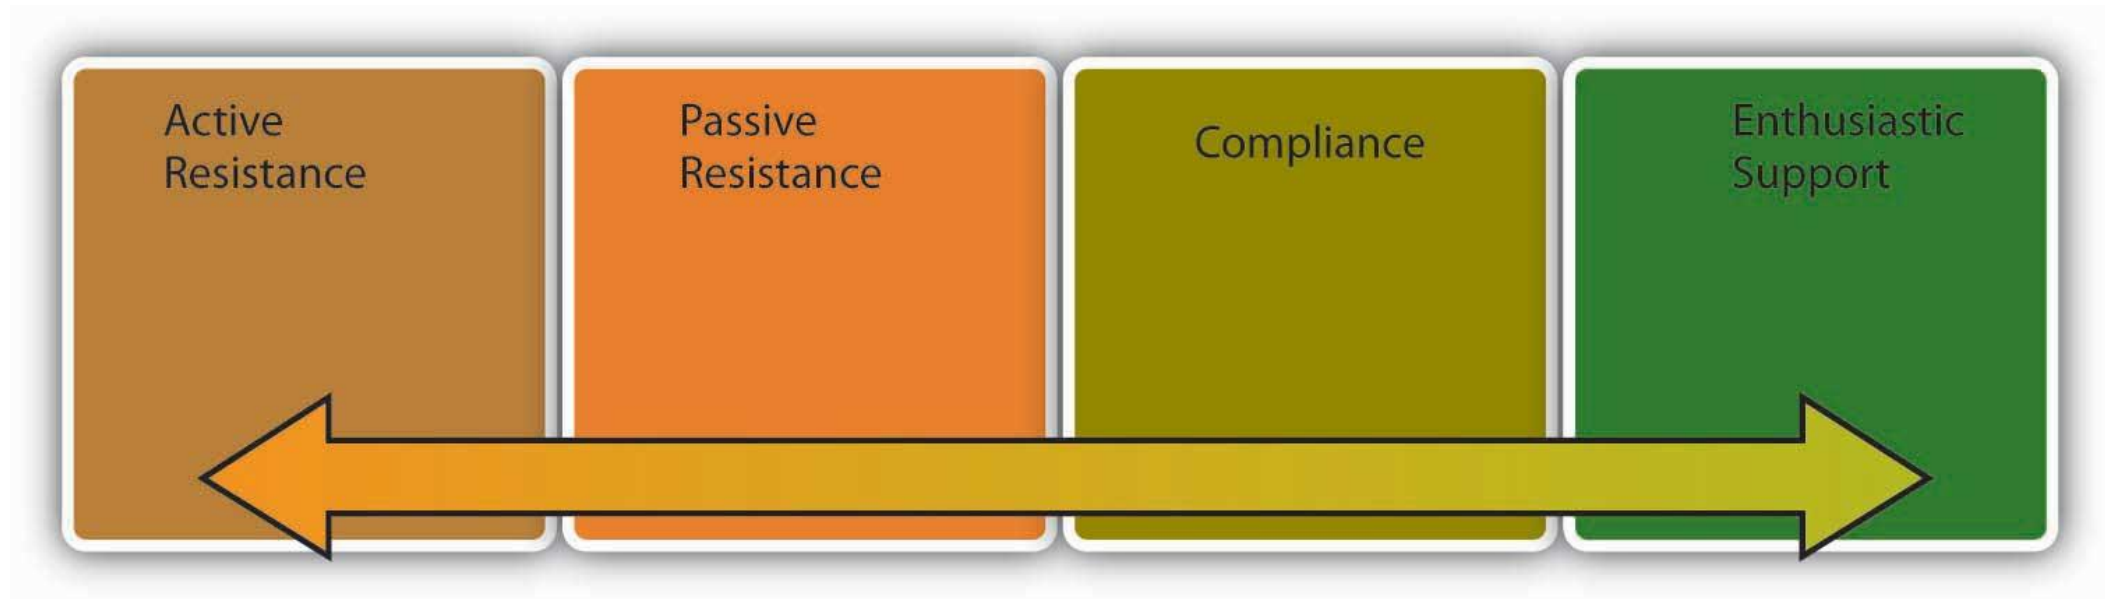 Active
Resistance
Passive
Resistance
Compliance
Enthusiastic
Support